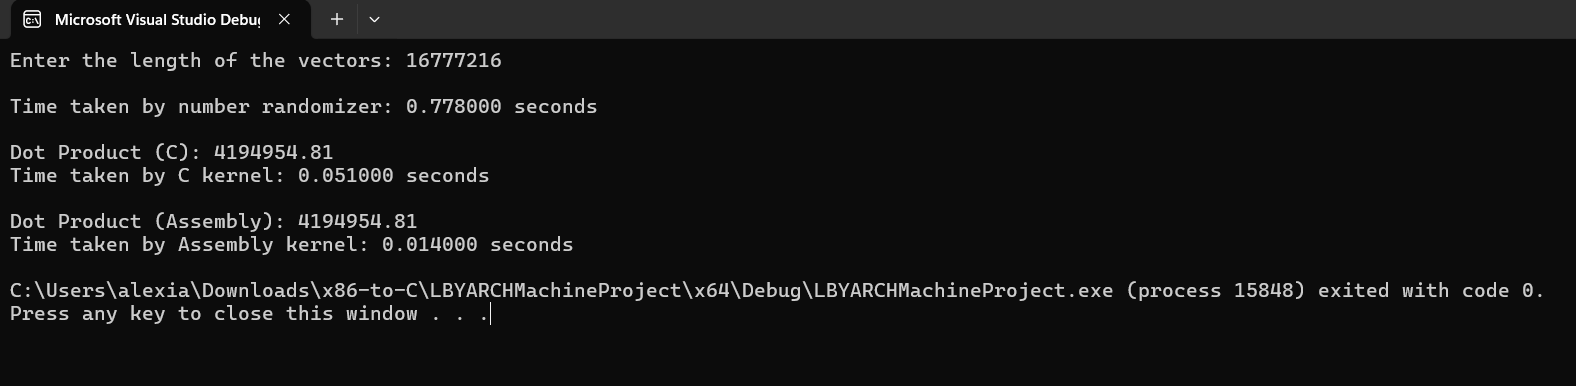 Microsoft Visual Studio Debug
Enter the length of the vectors: 16777216
Time taken by number randomizer: 0.778000 seconds
Dot Product (C): 4194954.81
Time taken by C kernel: 0.051000 seconds
Dot Product (Assembly): 4194954.81
Time taken by Assembly kernel: 0.014000 seconds
C:\Users\alexia\Downloads\x86-to-C\LBYARCHMachineProject\x64\Debug\LBYARCHMachineProject.exe (process 15848) exited with code 0.
Press any key to close this window . . .